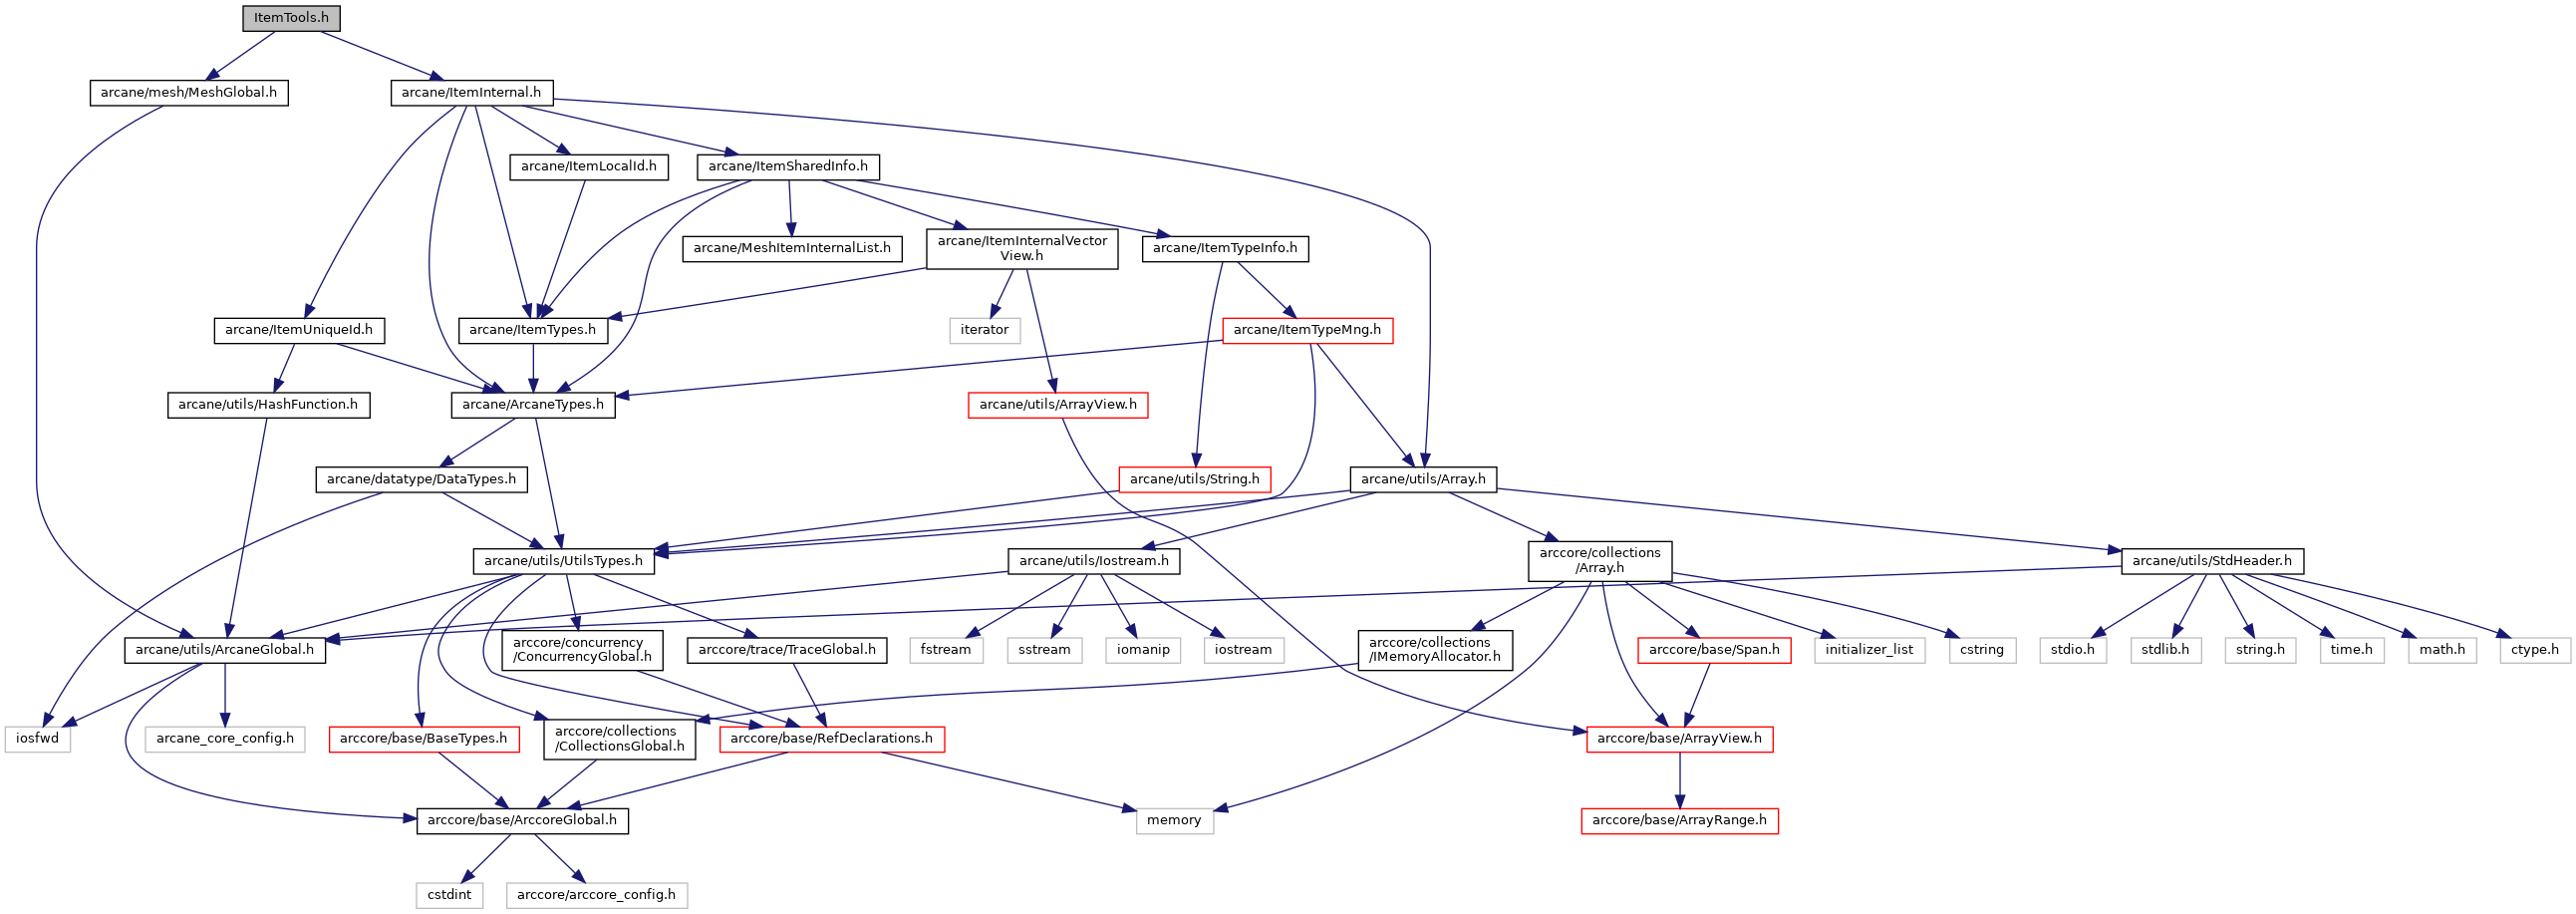 ItemTools.h
arcane/mesh/MeshGlobal.h
arcane/ItemInternal.h
arcane/ItemLocalId.h
arcane/ItemSharedInfo.h
arcane/MeshItemInternalList.h
arcane/ItemInternalVector
View.h
arcane/ItemTypeInfo.h
arcane/ItemUniqueId.h
arcane/ItemTypes.h
iterator
arcane/ItemTypeMng.h
arcane/utils/HashFunction.h
arcane/ArcaneTypes.h
arcane/utils/ArrayView.h
arcane/datatype/DataTypes.h
arcane/utils/String.h
arcane/utils/Array.h
arcane/utils/UtilsTypes.h
arcane/utils/Iostream.h
arccore/collections
/Array.h
arcane/utils/StdHeader.h
arcane/utils/ArcaneGlobal.h
arccore/concurrency
/ConcurrencyGlobal.h
arccore/trace/TraceGlobal.h
fstream
sstream
iomanip
iostream
arccore/collections
/IMemoryAllocator.h
arccore/base/Span.h
initializer_list
cstring
stdio.h
stdlib.h
string.h
time.h
math.h
ctype.h
iosfwd
arcane_core_config.h
arccore/base/BaseTypes.h
arccore/collections
/CollectionsGlobal.h
arccore/base/RefDeclarations.h
arccore/base/ArrayView.h
arccore/base/ArccoreGlobal.h
memory
arccore/base/ArrayRange.h
cstdint
arccore/arccore_config.h